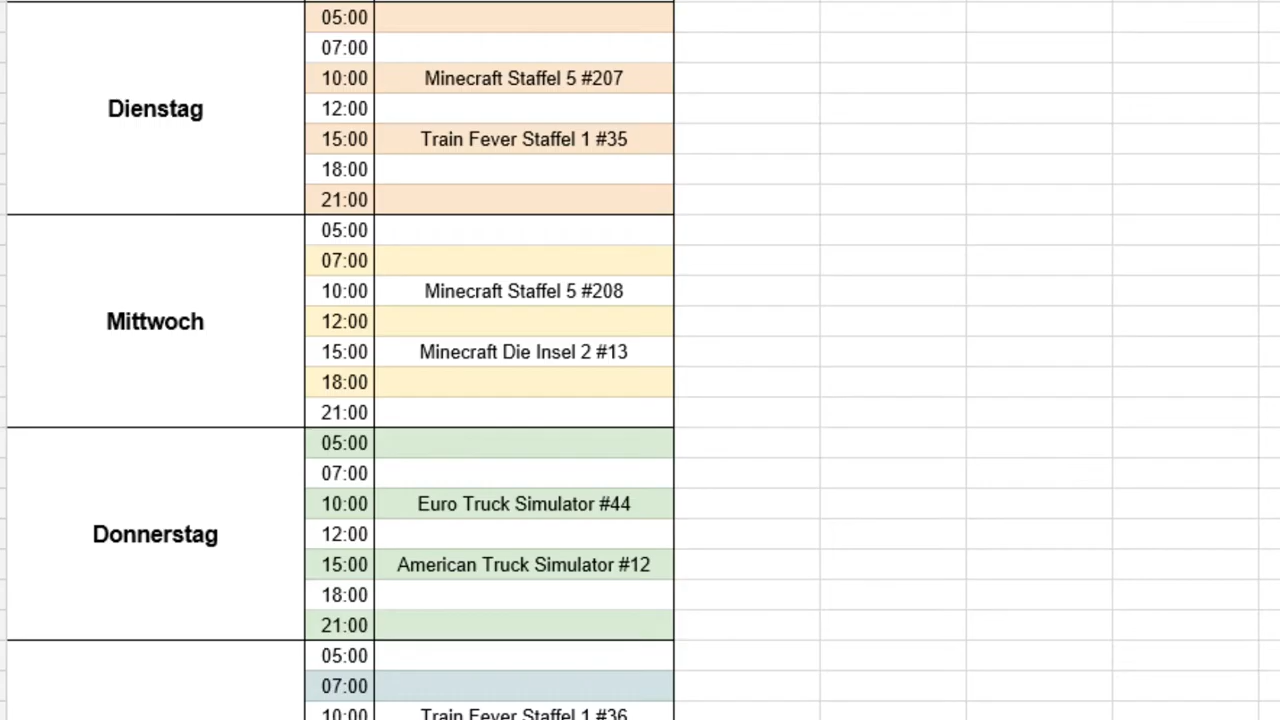 05:00
07:00
10:00 Minecraft Staffel 5 #207
Dienstag 12:00
15:00 Train Fever Staffel 1 #35
18:00
21:00
05:00
07:00
10:00 Minecraft Staffel 5 #208
Mittwoch 12:00
15:00 Minecraft Die Insel 2 #13
18:00
21:00
05:00
07:00
10:00 Euro Truck Simulator #44
Donnerstag 12:00
15:00 American Truck Simulator #12
18:00
21:00
05:00
07:00
10:00 Train Fever Staffel 1 #36